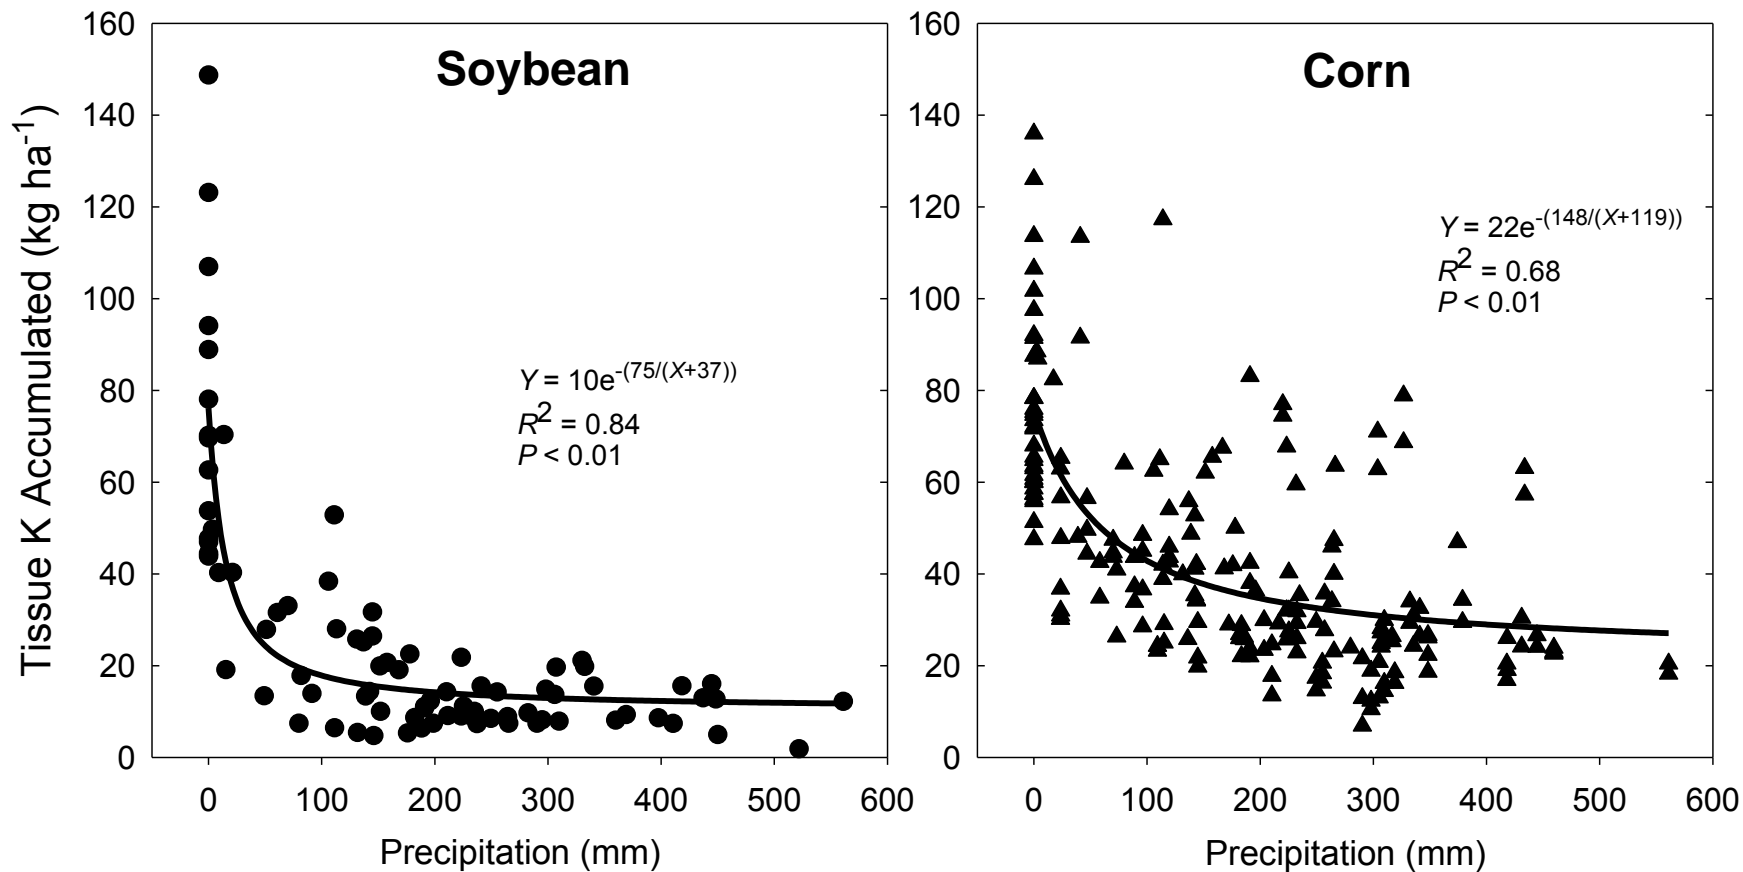 Soybean
Corn
Tissue K Accumulated (kg ha-1)
160
140
120
100
80
60
40
20
0
Y = 10e-(75/(X+37))
R2 = 0.84
P < 0.01
0 100 200 300 400 500 600
Precipitation (mm)
160
140
120
100
80
60
40
20
0
Y = 22e-(148/(X+119))
R2 = 0.68
P < 0.01
0 100 200 300 400 500 600
Precipitation (mm)